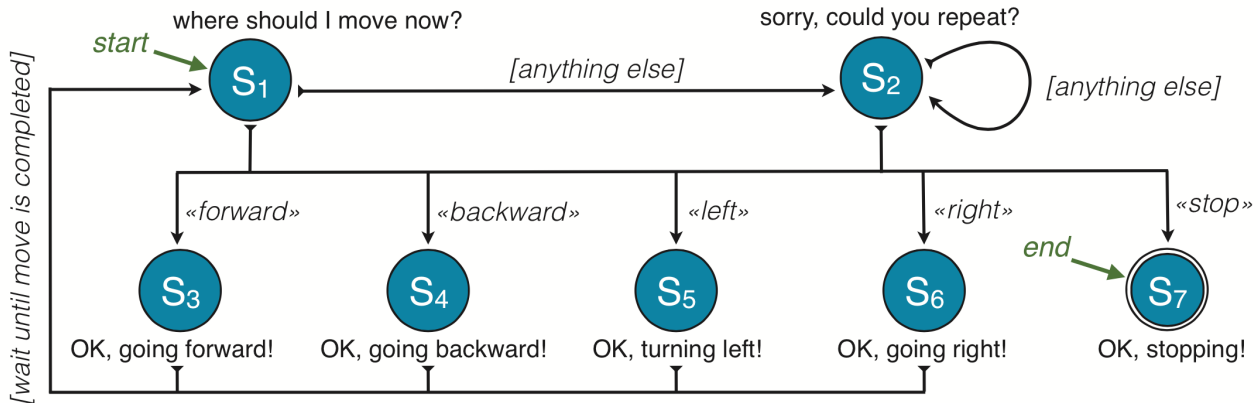 where should I move now?
sorry, could you repeat?
start
S1
[anything else]
S2
[anything else]
[wait until move is completed]
«forward»
«backward»
«left»
«right»
«stop»
end
S3
S4
S5
S6
S7
OK, going forward!
OK, going backward!
OK, turning left!
OK, going right!
OK, stopping!